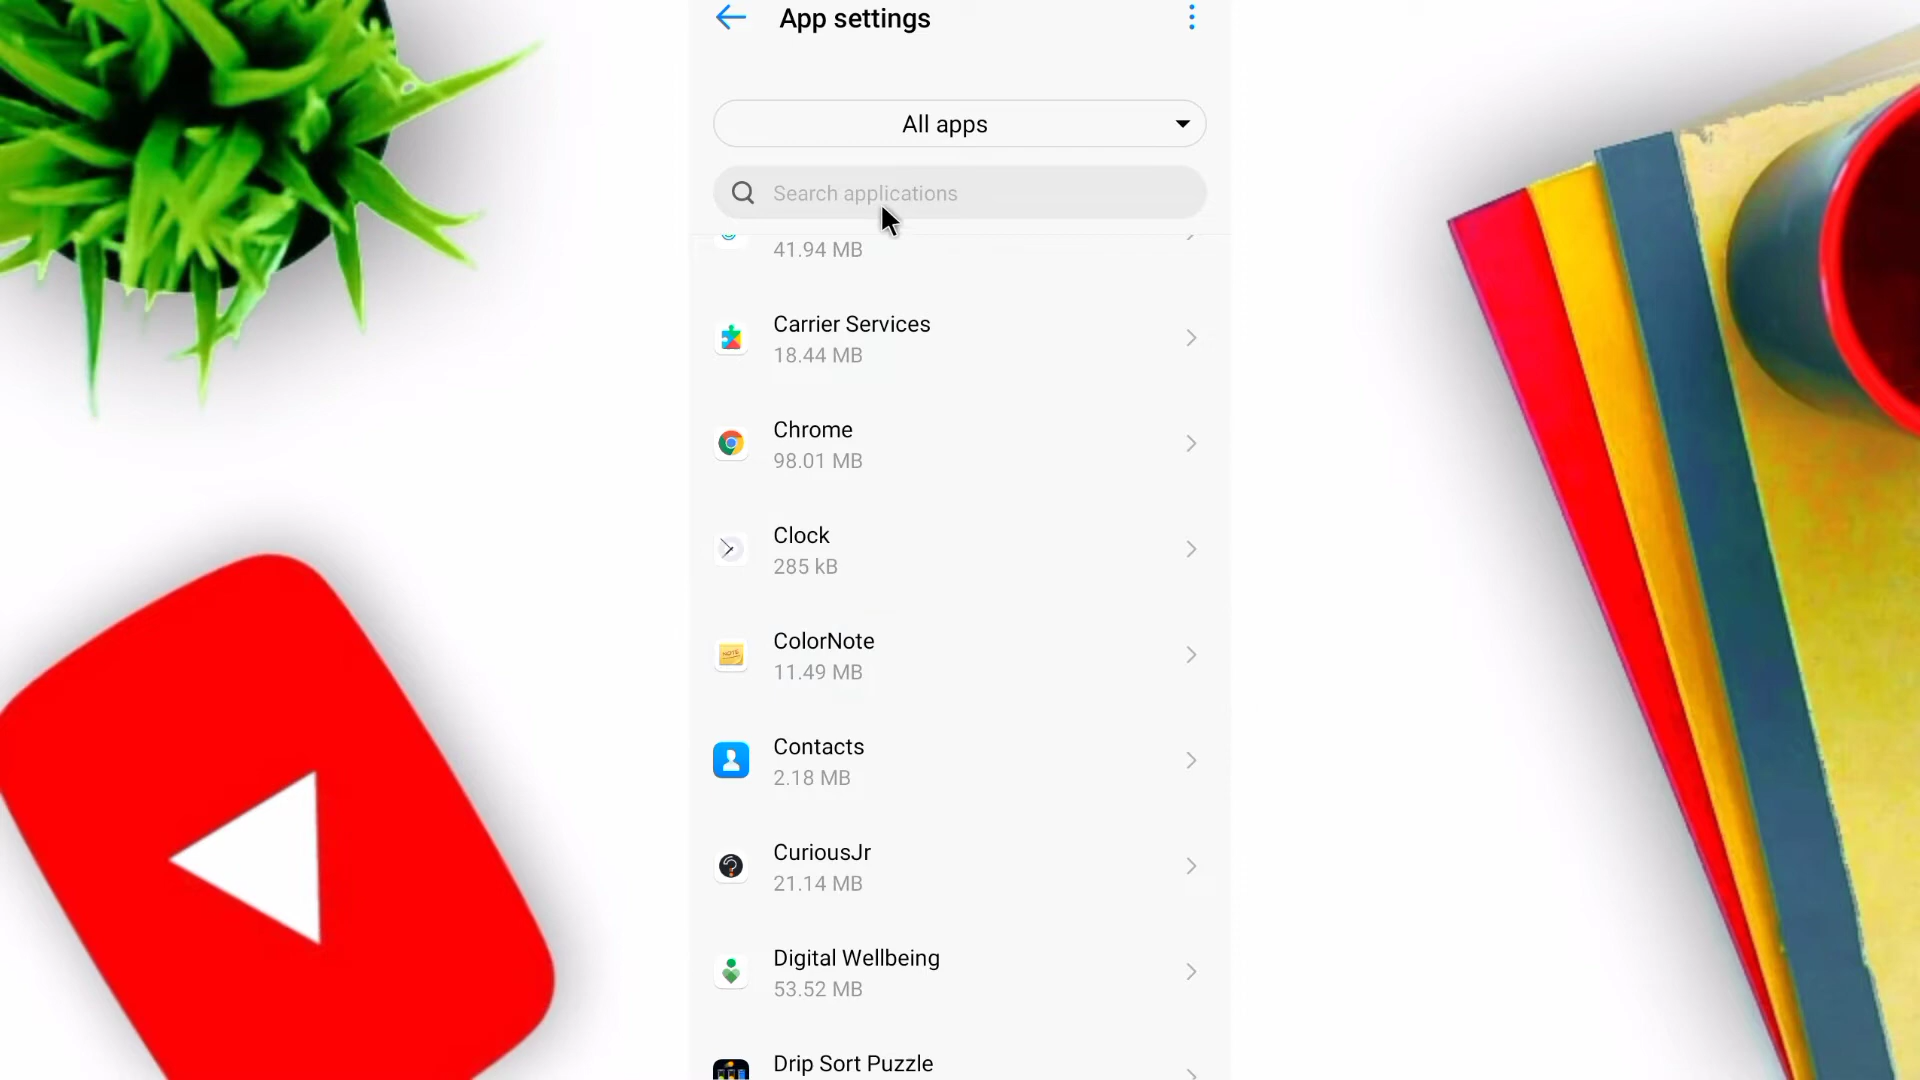 App settings
All apps
Search applications
41.94 MB
Carrier Services
18.44 MB
Chrome
98.01 MB
Clock
285 kB
ColorNote
11.49 MB
Contacts
2.18 MB
CuriousJr
21.14 MB
Digital Wellbeing
53.52 MB
Drip Sort Puzzle